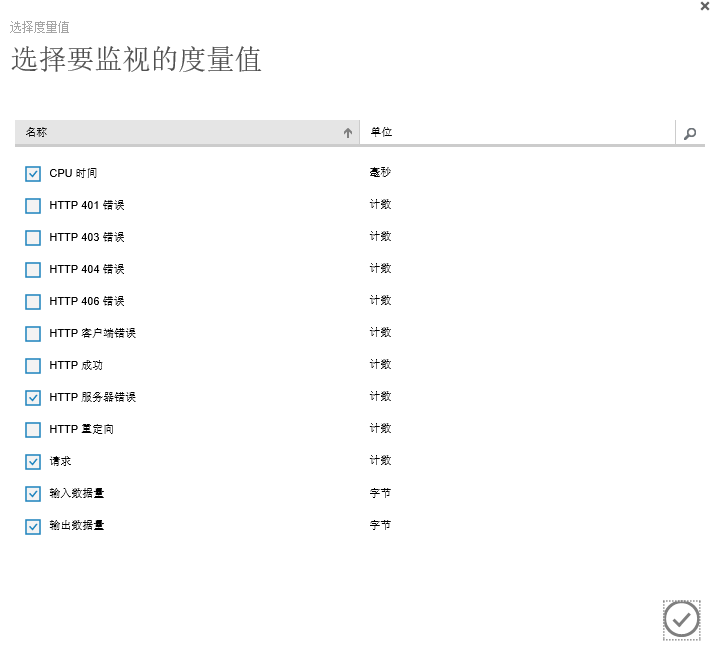 选择度量值
选择要监视的度量值
名称 单位
CPU 时间 毫秒
HTTP 401 错误 计数
HTTP 403 错误 计数
HTTP 404 错误 计数
HTTP 406 错误 计数
HTTP 客户端错误 计数
HTTP 成功 计数
HTTP 服务器错误 计数
HTTP 重定向 计数
请求 计数
输入数据量 字节
输出数据量 字节